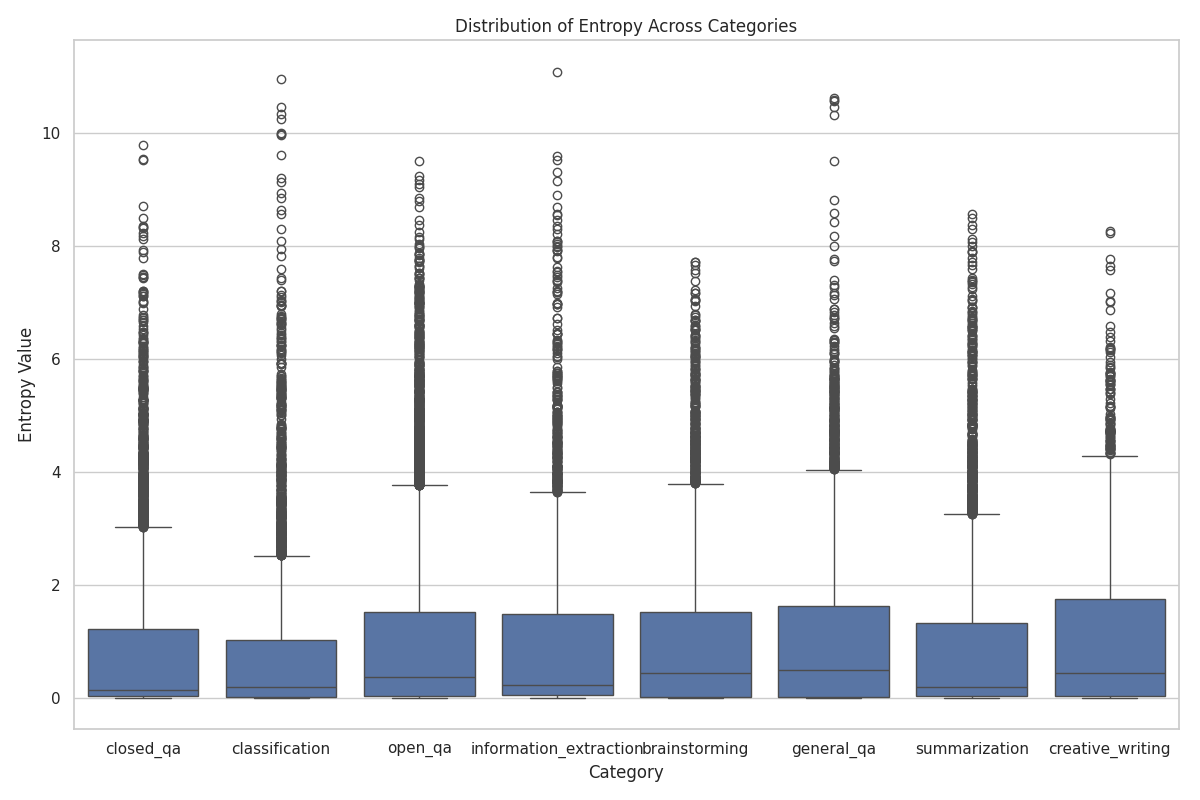 Distribution of Entropy Across Categories
Entropy Value
10
8
6
4
2
0
closed_qa classification open_qa information_extraction brainstorming general_qa summarization creative_writing
Category